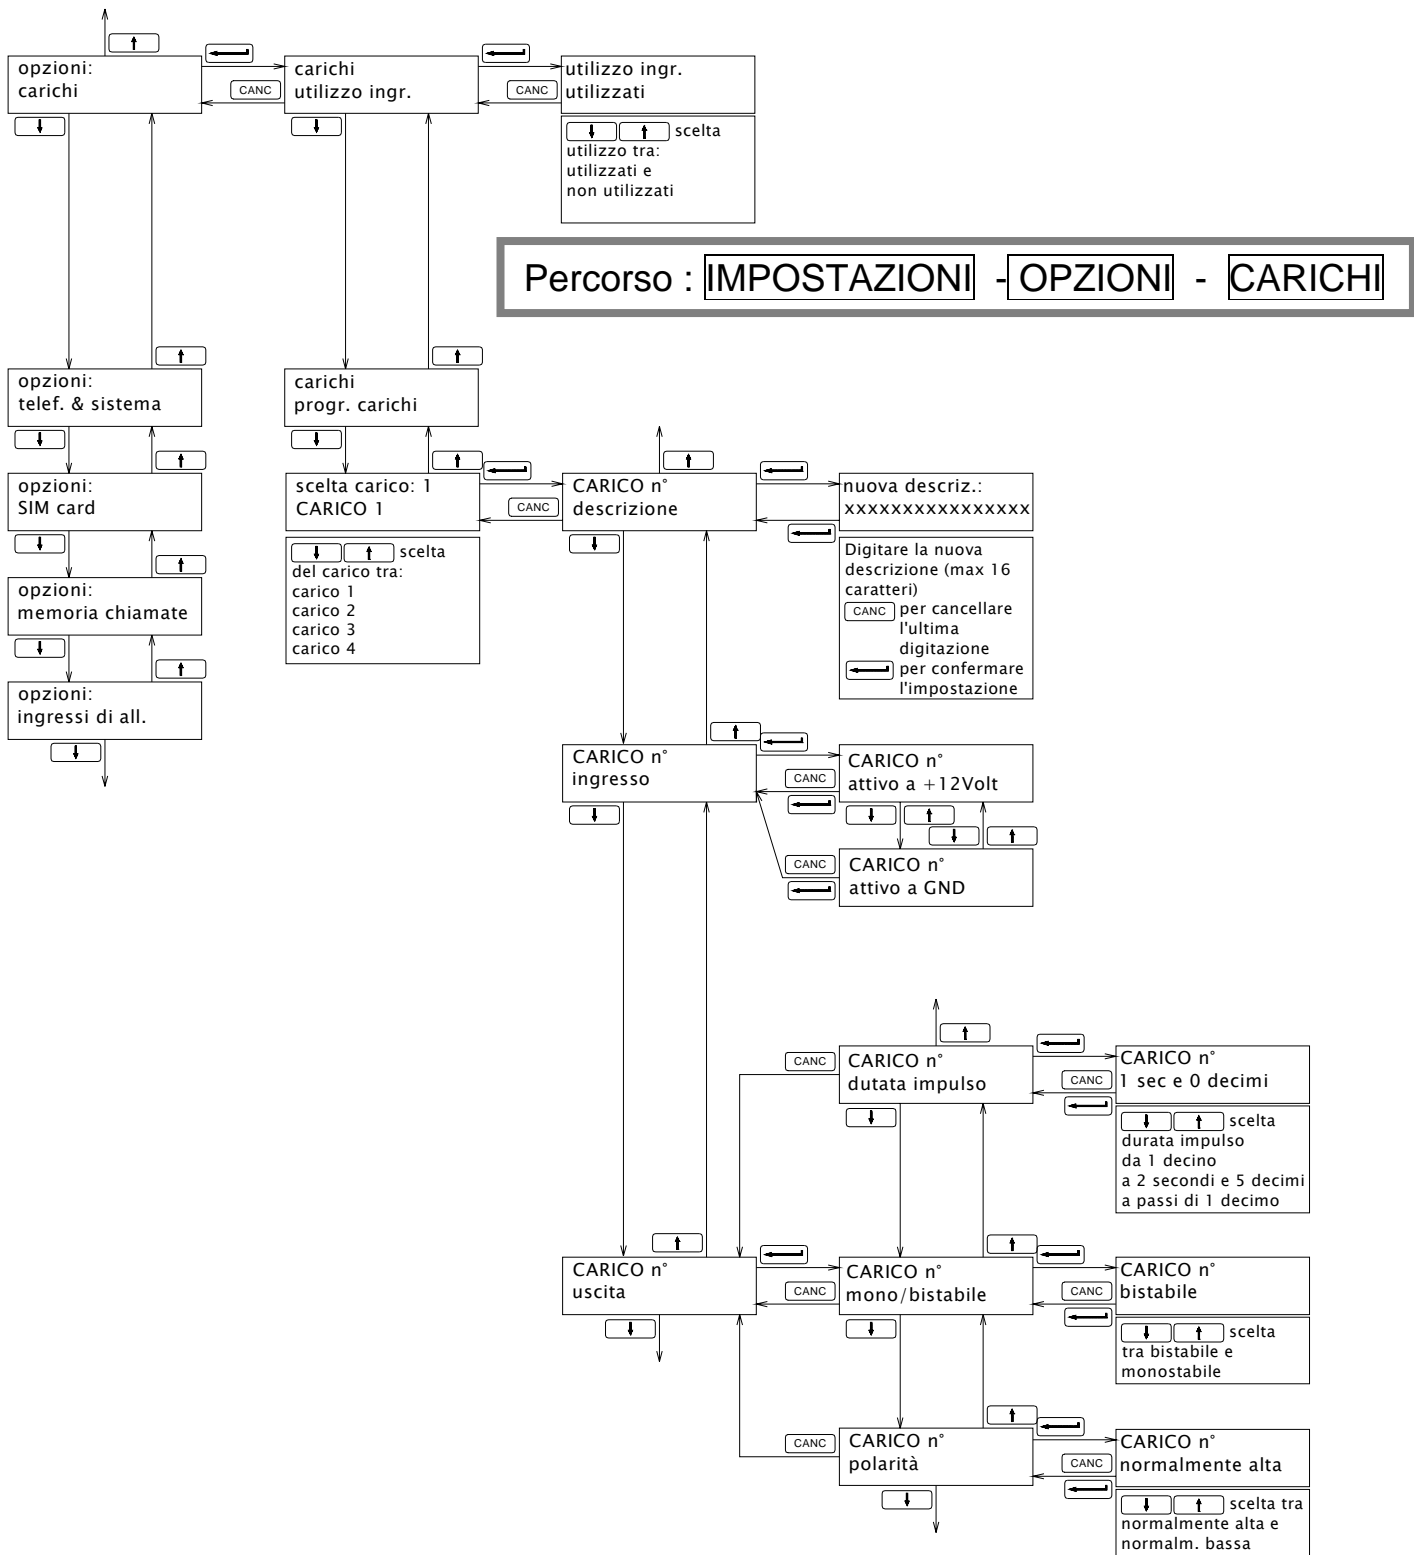 opzioni:
carichi
CANC
carichi
utilizzo ingr.
CANC
utilizzo ingr.
utilizzati
scelta
utilizzo tra:
utilizzati e
non utilizzati
Percorso : IMPOSTAZIONI - OPZIONI - CARICHI
opzioni:
telef. & sistema
carichi
progr. carichi
opzioni:
SIM card
scelta carico: 1
CARICO 1
CANC
CARICO n°
descrizione
nuova descriz.:
xxxxxxxxxxxxxxxx
scelta
del carico tra:
carico 1
carico 2
carico 3
carico 4
Digitare la nuova
descrizione (max 16
caratteri)
CANC per cancellare
l'ultima
digitazione
per confermare
l'impostazione
opzioni:
memoria chiamate
opzioni:
ingressi di all.
CARICO n°
ingresso
CANC
CARICO n°
attivo a +12Volt
CANC
CARICO n°
attivo a GND
CANC
CARICO n°
dutata impulso
CANC
CARICO n°
1 sec e 0 decimi
scelta
durata impulso
da 1 decino
a 2 secondi e 5 decimi
a passi di 1 decimo
CARICO n°
uscita
CANC
CARICO n°
mono/bistabile
CANC
CARICO n°
bistabile
scelta
tra bistabile e
monostabile
CANC
CARICO n°
polarità
CANC
CARICO n°
normalmente alta
scelta tra
normalmente alta e
normalm. bassa